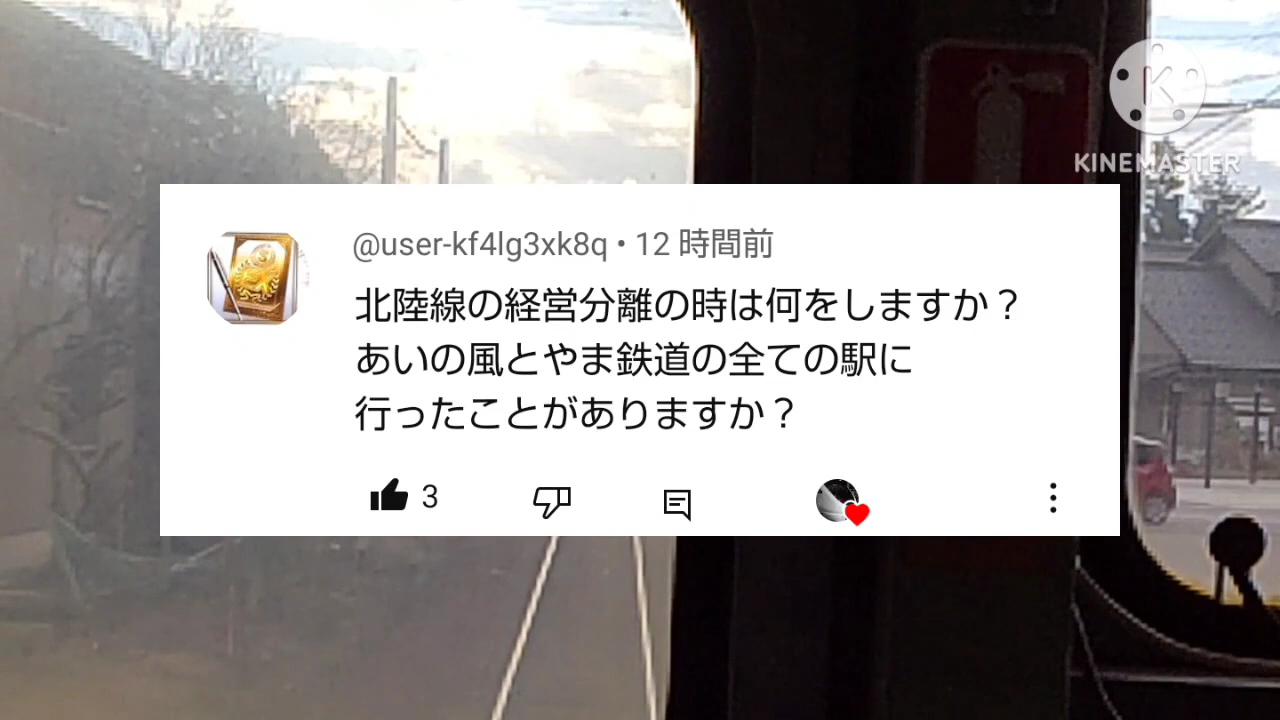 KINEMASTER
@user-kf4lg3xk8q • 12 時間前
北陸線の経営分離の時は何をしますか？
あいの風とやま鉄道の全ての駅に
行ったことがありますか？
3